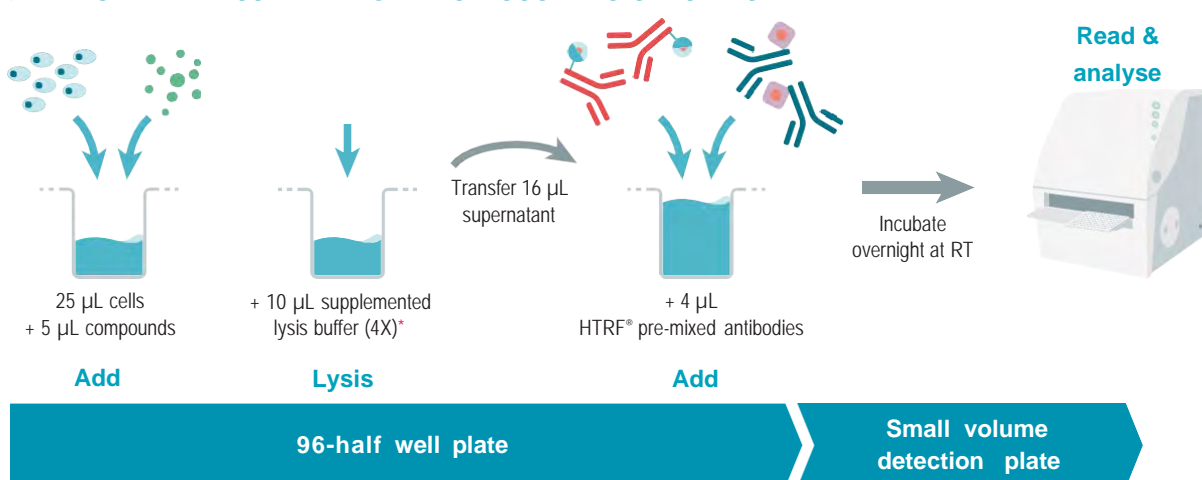 Read &
analyse
Transfer 16 µL
supernatant
Incubate
overnight at RT
25 µL cells
+ 5 µL compounds
+ 10 µL supplemented
lysis buffer (4X)*
+ 4 µL
HTRF® pre-mixed antibodies
Add
Lysis
Add
96-half well plate
Small volume
detection plate